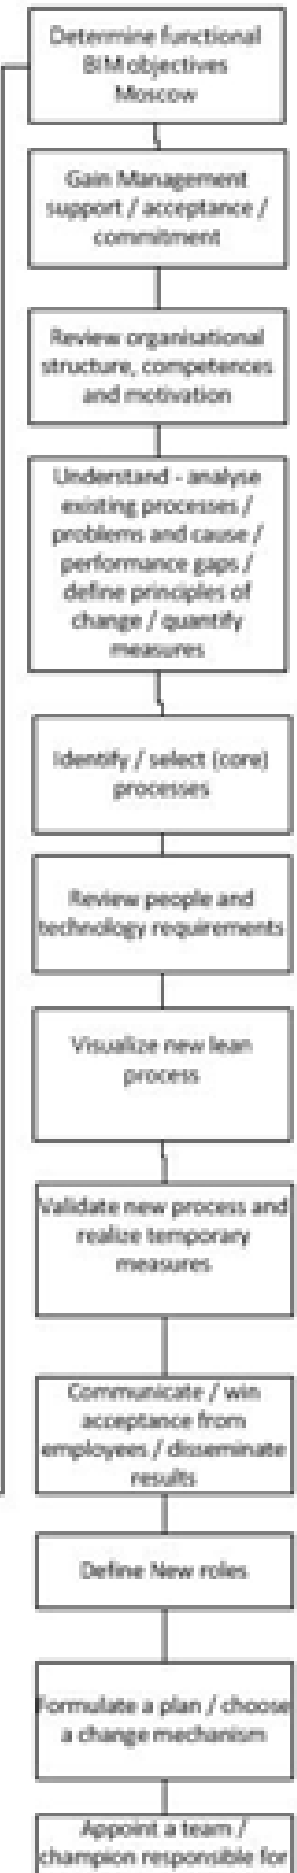 Determine functional
BIM objectives
Moscow
Gain Management
support / acceptance /
commitment
Review organisational
structure, competences
and motivation
Understand - analyse
existing processes /
problems and cause /
performance gaps /
define principles of
change / quantify
measures
Identify / select (core)
processes
Review people and
technology requirements
Visualize new lean
process
Validate new process and
realize temporary
measures
Communicate / win
acceptance from
employees / disseminate
results
Define New roles
Formulate a plan / choose
a change mechanism
Appoint a team /
champion responsible for